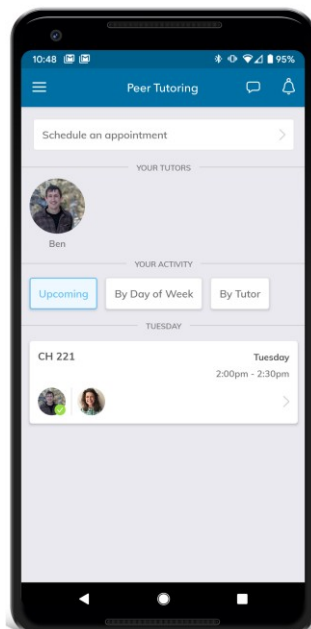 10:48 95%
Peer Tutoring
Schedule an appointment
YOUR TUTORS
Ben
YOUR ACTIVITY
Upcoming By Day of Week By Tutor
TUESDAY
CH 221 Tuesday
2:00pm - 2:30pm